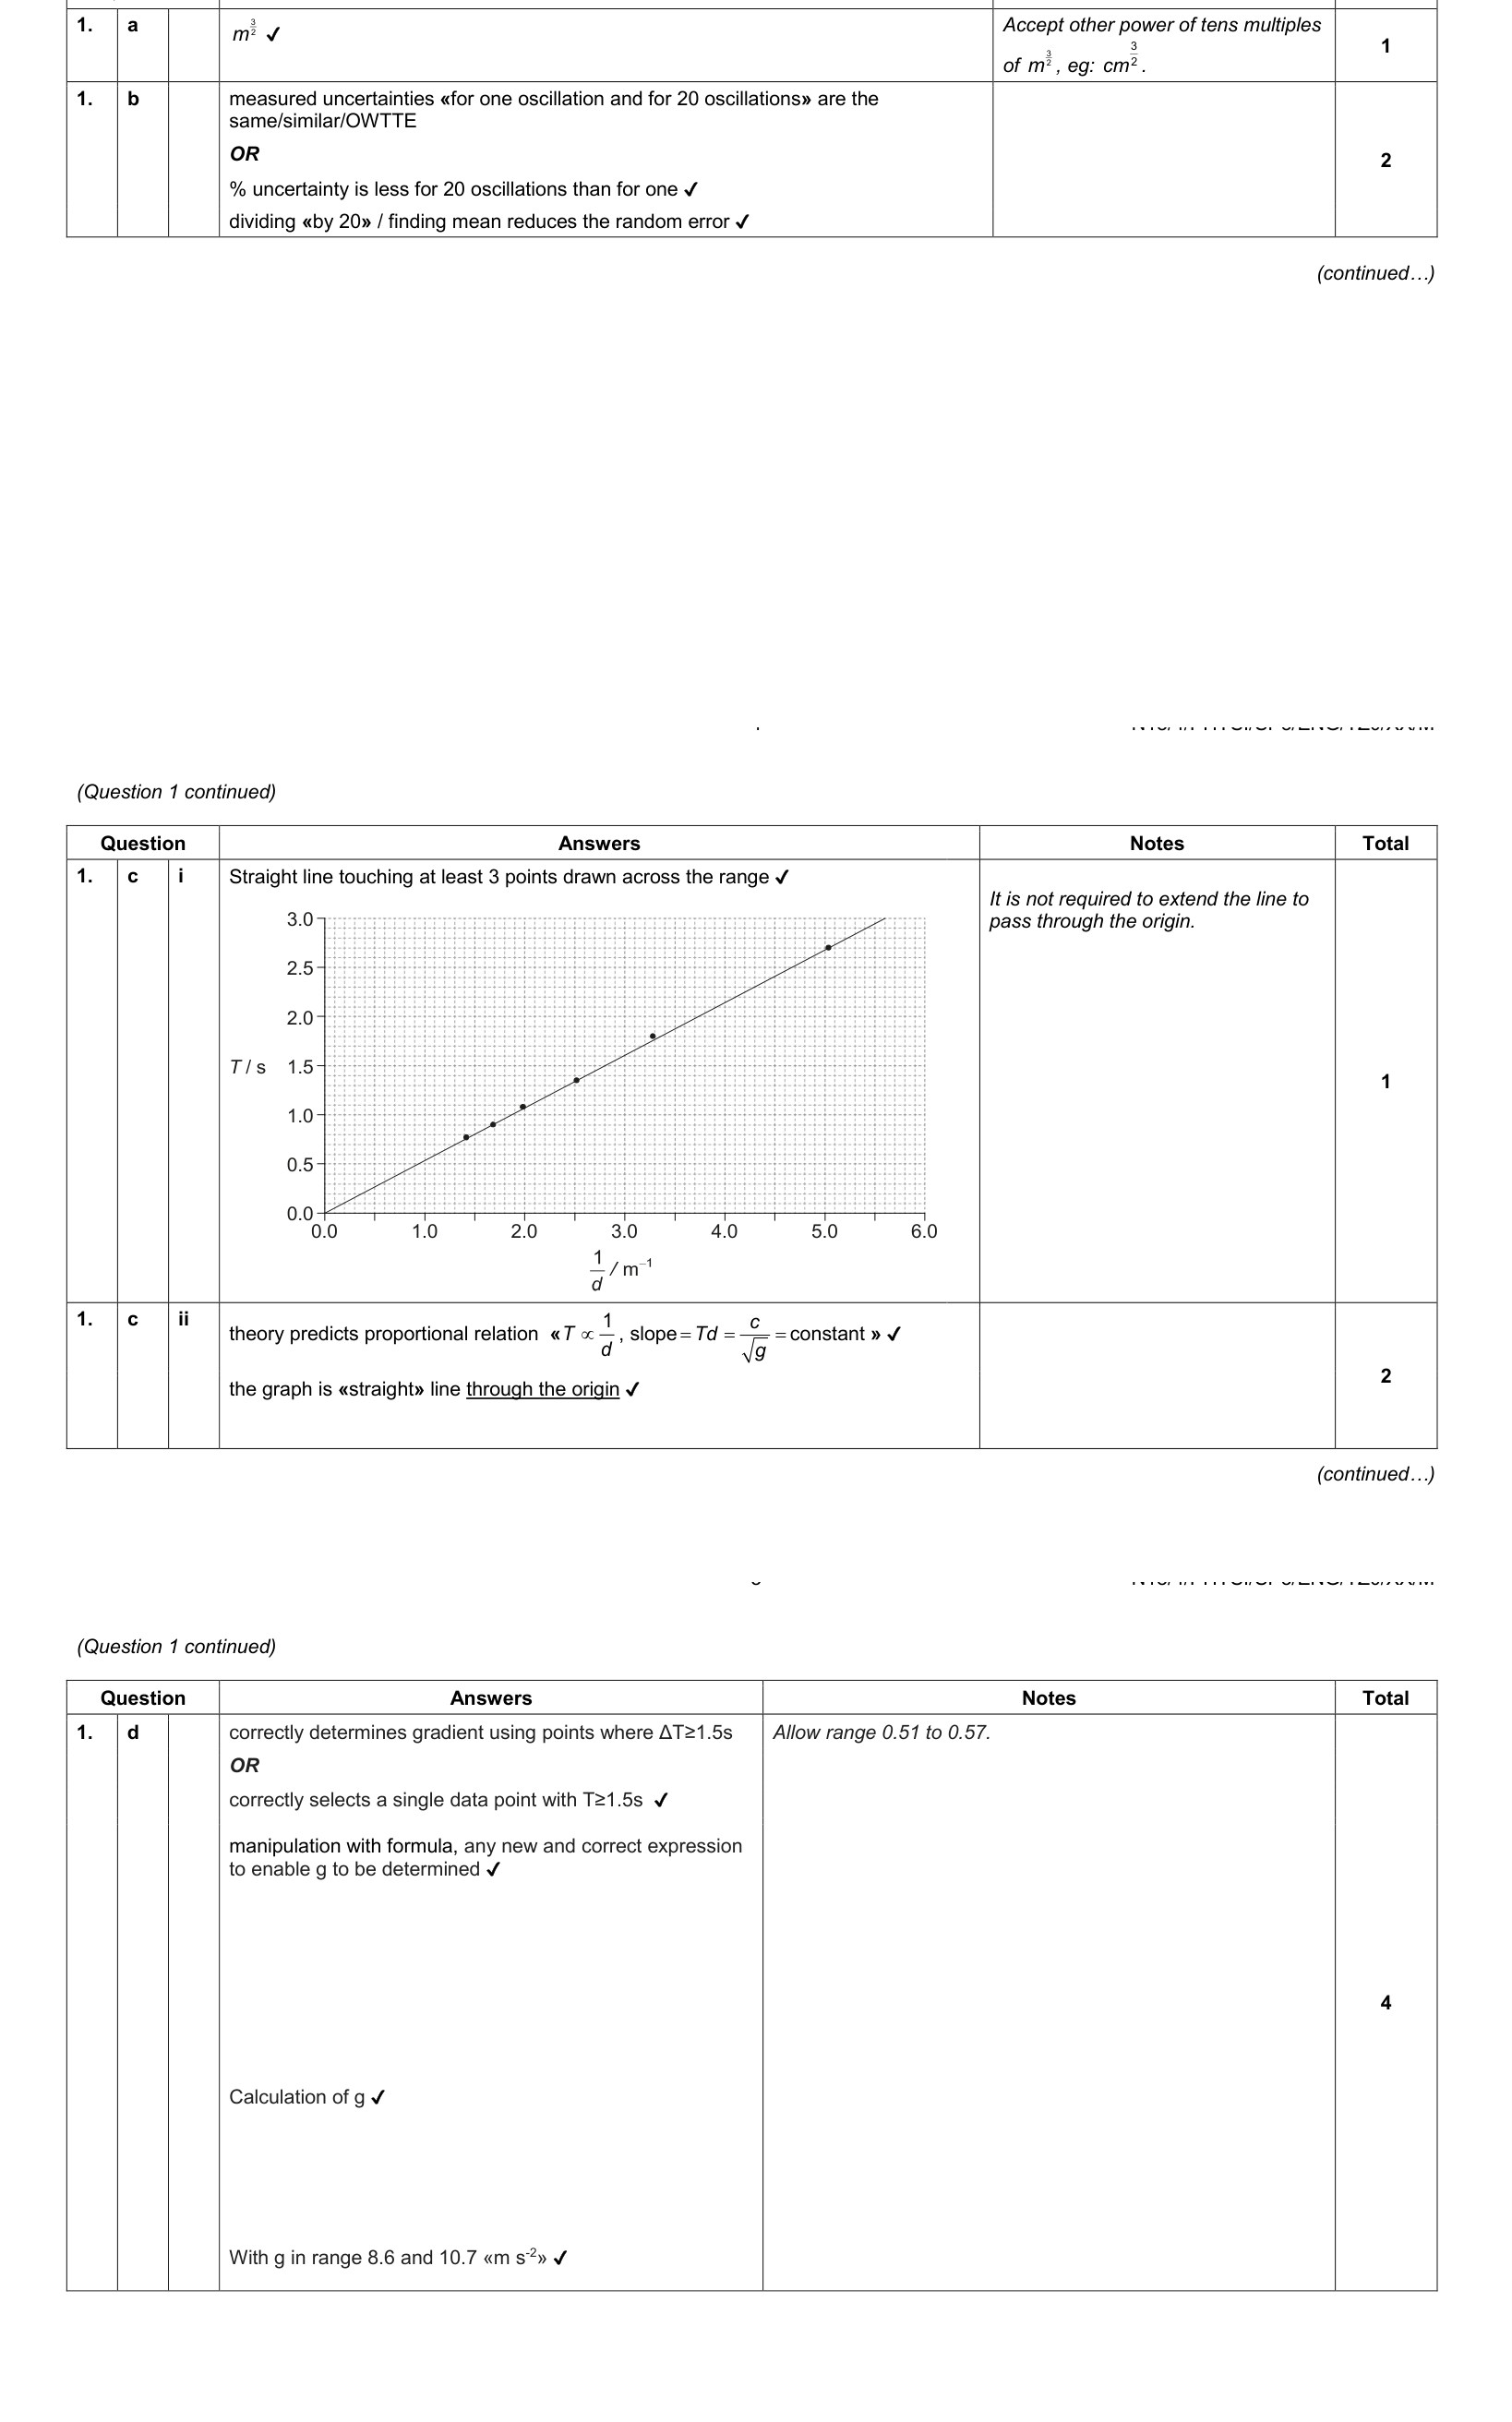 1. a m^{3/2} ✓ Accept other power of tens multiples 1
of m^{3/2}, eg: cm^{3/2}.
1. b measured uncertainties «for one oscillation and for 20 oscillations» are the
same/similar/OWTTE
OR
2
% uncertainty is less for 20 oscillations than for one ✓
dividing «by 20» / finding mean reduces the random error ✓
(continued…)
(Question 1 continued)
Question Answers Notes Total
1. c i Straight line touching at least 3 points drawn across the range ✓
It is not required to extend the line to
pass through the origin.
3.0
2.5
2.0
T / s 1.5
1
1.0
0.5
0.0
0.0 1.0 2.0 3.0 4.0 5.0 6.0
1/d / m⁻¹
1. c ii theory predicts proportional relation «T ∝ 1/d, slope = Td = c/√g = constant » ✓
2
the graph is «straight» line through the origin ✓
(continued…)
(Question 1 continued)
Question Answers Notes Total
1. d correctly determines gradient using points where ΔT≥1.5s Allow range 0.51 to 0.57.
OR
correctly selects a single data point with T≥1.5s ✓
manipulation with formula, any new and correct expression
to enable g to be determined ✓
4
Calculation of g ✓
With g in range 8.6 and 10.7 «m s⁻²» ✓